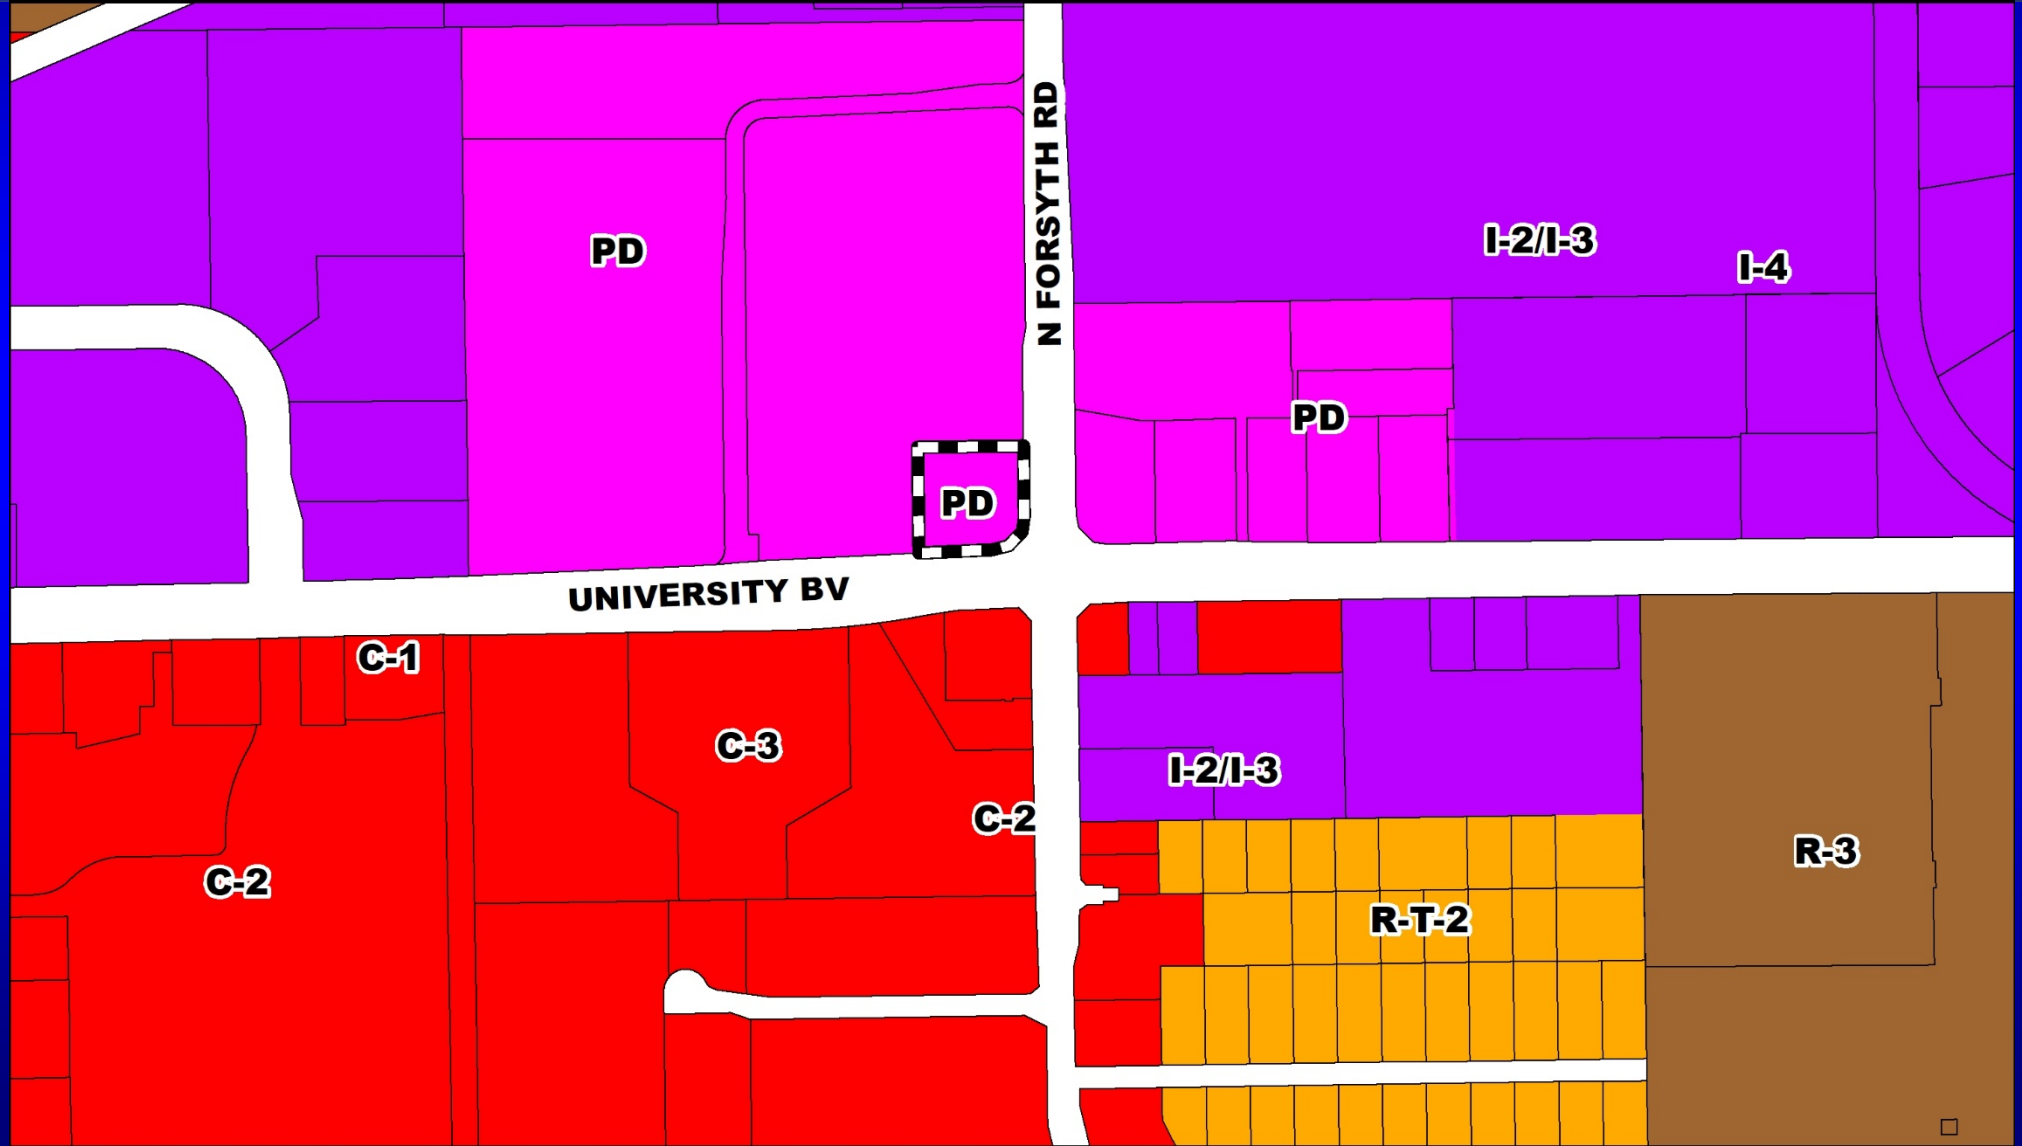 N FORSYTH RD
PD
I-2/I-3
I-4
PD
PD
UNIVERSITY BV
C-1
C-3
I-2/I-3
C-2
C-2
R-3
R-T-2